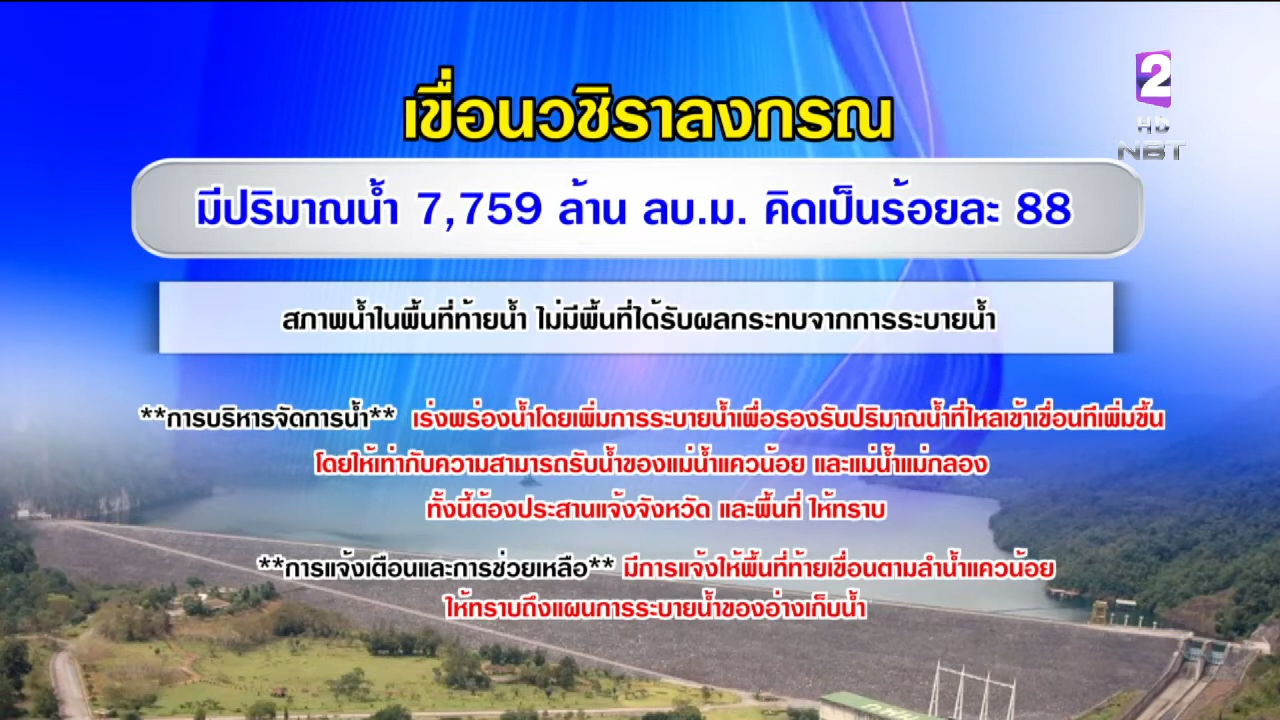 เขื่อนวชิราลงกรณ
2
HD
NBT
มีปริมาณน้ำ 7,759 ล้าน ลบ.ม. คิดเป็นร้อยละ 88
สภาพน้ำในพื้นที่ท้ายน้ำ ไม่มีพื้นที่ได้รับผลกระทบจากการระบายน้ำ
**การบริหารจัดการน้ำ** เร่งพร่องน้ำโดยเพิ่มการระบายน้ำเพื่อรองรับปริมาณน้ำที่ไหลเข้าเขื่อนทีเพิ่มขึ้น
โดยให้เท่ากับความสามารถรับน้ำของแม่น้ำแควน้อย และแม่น้ำแม่กลอง
ทั้งนี้ต้องประสานแจ้งจังหวัด และพื้นที่ ให้ทราบ
**การแจ้งเตือนและการช่วยเหลือ** มีการแจ้งให้พื้นที่ท้ายเขื่อนตามลำน้ำแควน้อย
ให้ทราบถึงแผนการระบายน้ำของอ่างเก็บน้ำ